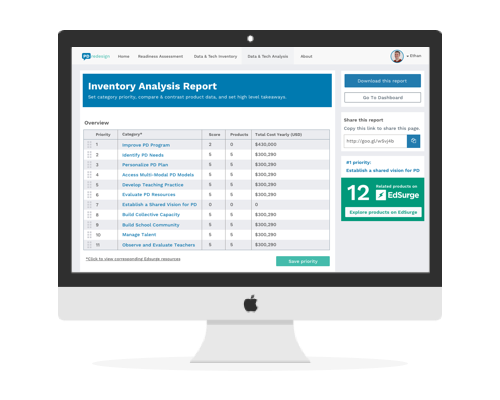 PD redesign Home Readiness Assessment Data & Tech Inventory Data & Tech Analysis About Ethan
Inventory Analysis Report
Set category priority, compare & contrast product data, and set high level takeaways.
Overview
Priority Category* Score Products Total Cost Yearly (USD)
1 Improve PD Program 2 0 $430,000
2 Identify PD Needs 5 5 $300,290
3 Personalize PD Plan 5 5 $300,290
4 Access Multi-Modal PD Models 5 5 $300,290
5 Develop Teaching Practice 5 5 $300,290
6 Evaluate PD Resources 5 5 $300,290
7 Establish a Shared Vision for PD 0 0 0
8 Build Collective Capacity 5 5 $300,290
9 Build School Community 5 5 $300,290
10 Manage Talent 5 5 $300,290
11 Observe and Evaluate Teachers 5 5 $300,290
*Click to view corresponding Edsurge resources
Save priority
Download this report
Go To Dashboard
Share this report
Copy this link to share this page:
#1 priority:
Establish a shared vision for PD
12 Related products on
EdSurge
Explore products on EdSurge